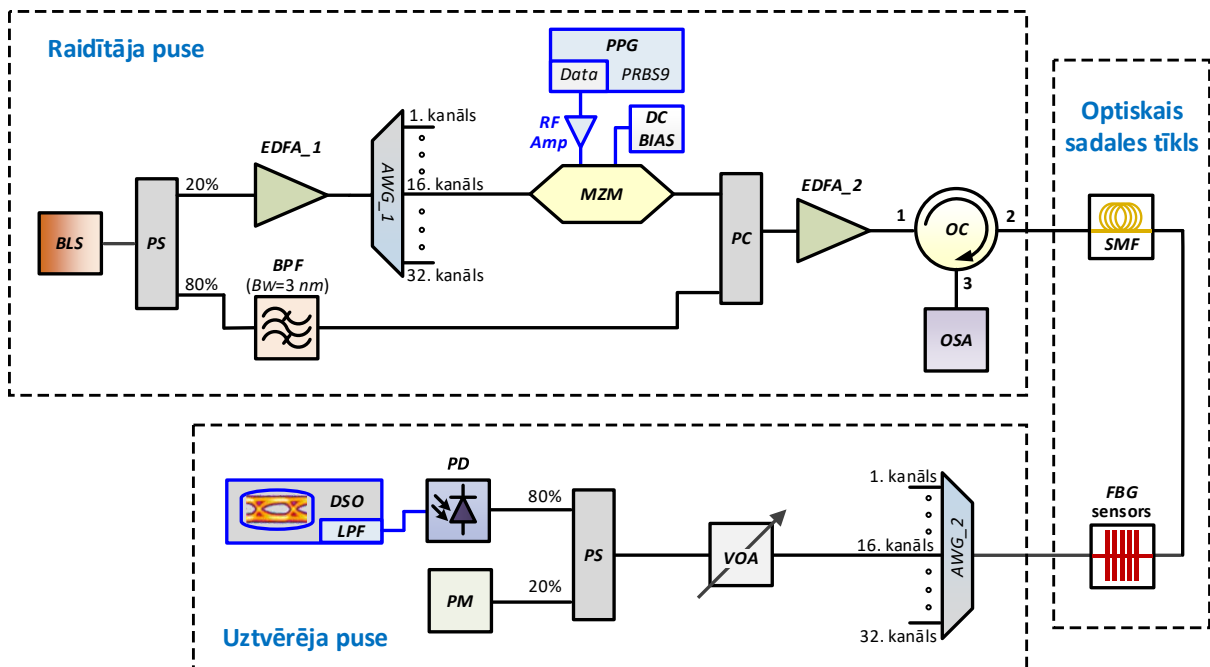 Raidītāja puse
PPG
Data
PRBS9
RF
Amp
DC
BIAS
1. kanāls
EDFA_1
AWG_1
20%
16. kanāls
MZM
BLS
PS
80%
BPF
(Bw=3 nm)
32. kanāls
PC
EDFA_2
1
OC
2
3
OSA
Optiskais
sadales tīkls
SMF
FBG
sensors
Uztvērēja puse
DSO
LPF
PD
80%
PS
PM
20%
VOA
1. kanāls
16. kanāls
AWG_2
32. kanāls